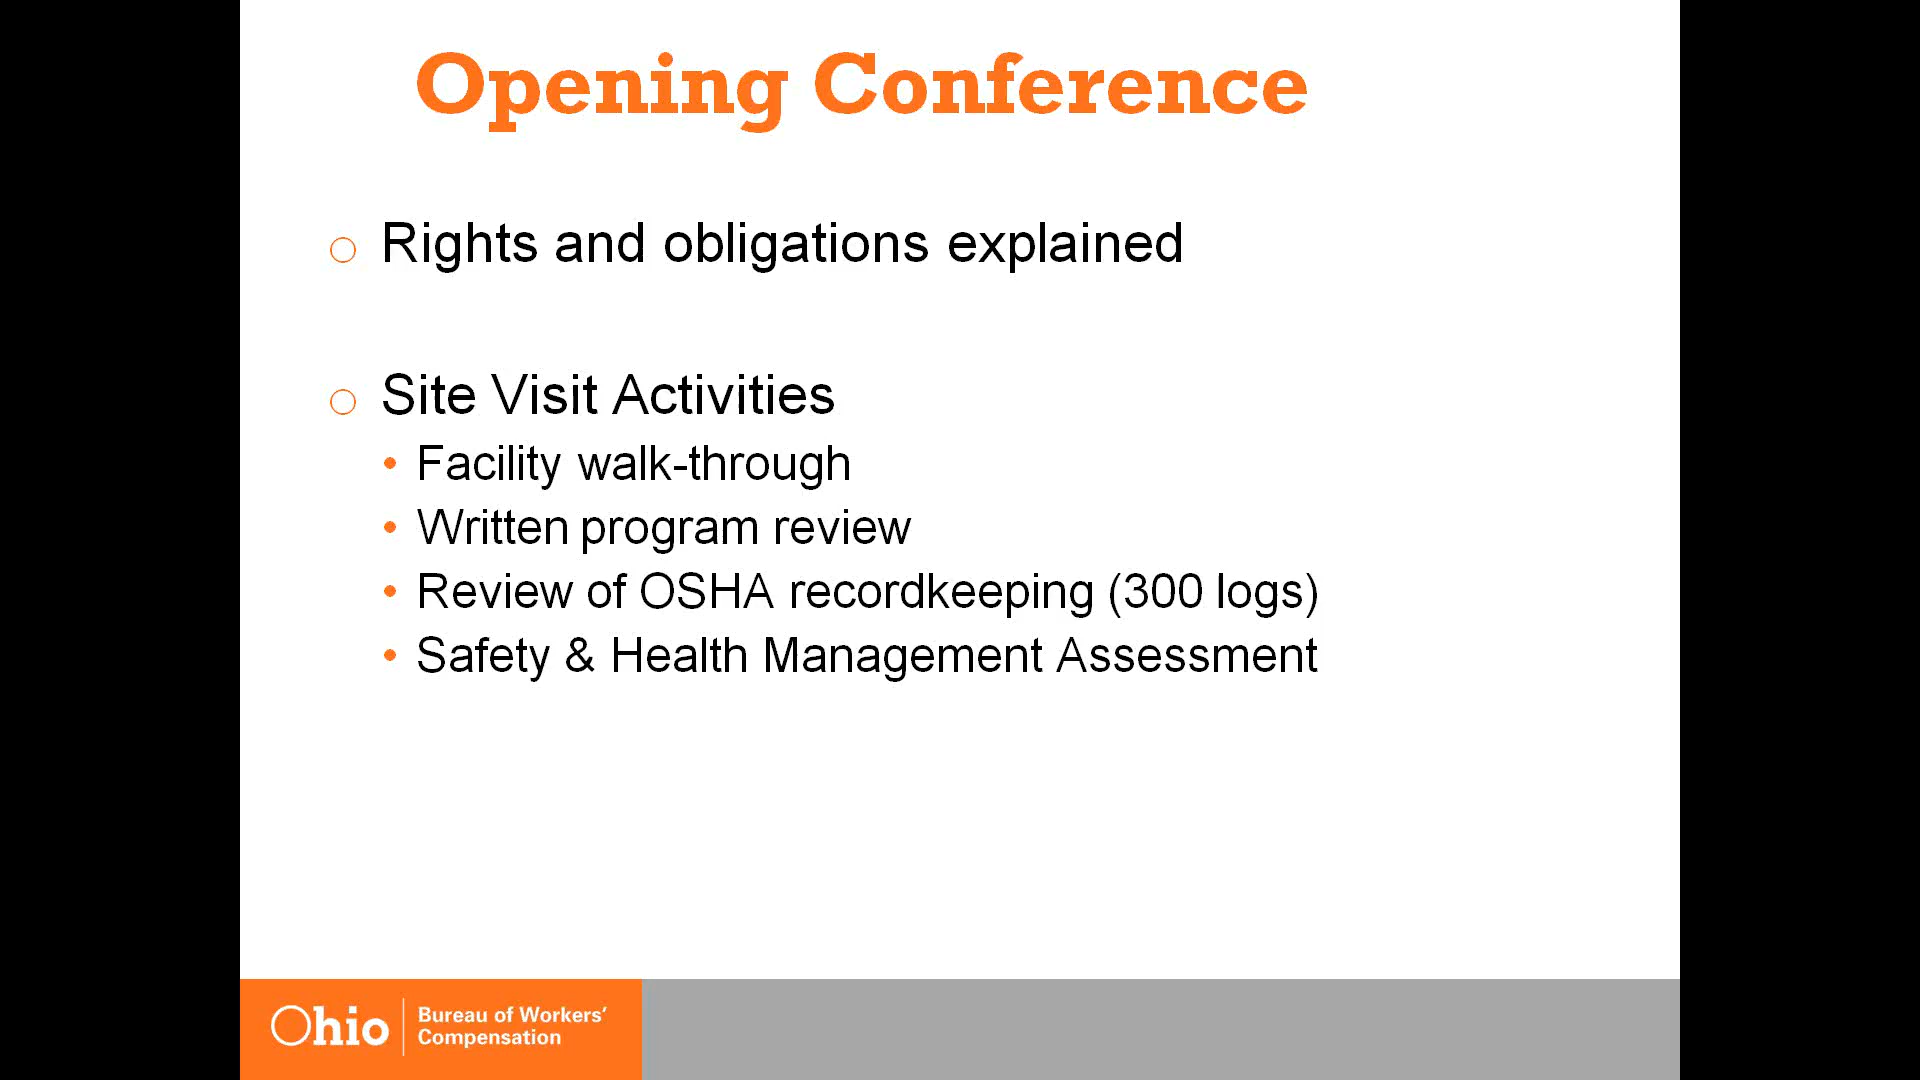 Opening Conference
Rights and obligations explained
Site Visit Activities
• Facility walk-through
• Written program review
• Review of OSHA recordkeeping (300 logs)
• Safety & Health Management Assessment
Ohio
Bureau of Workers’
Compensation